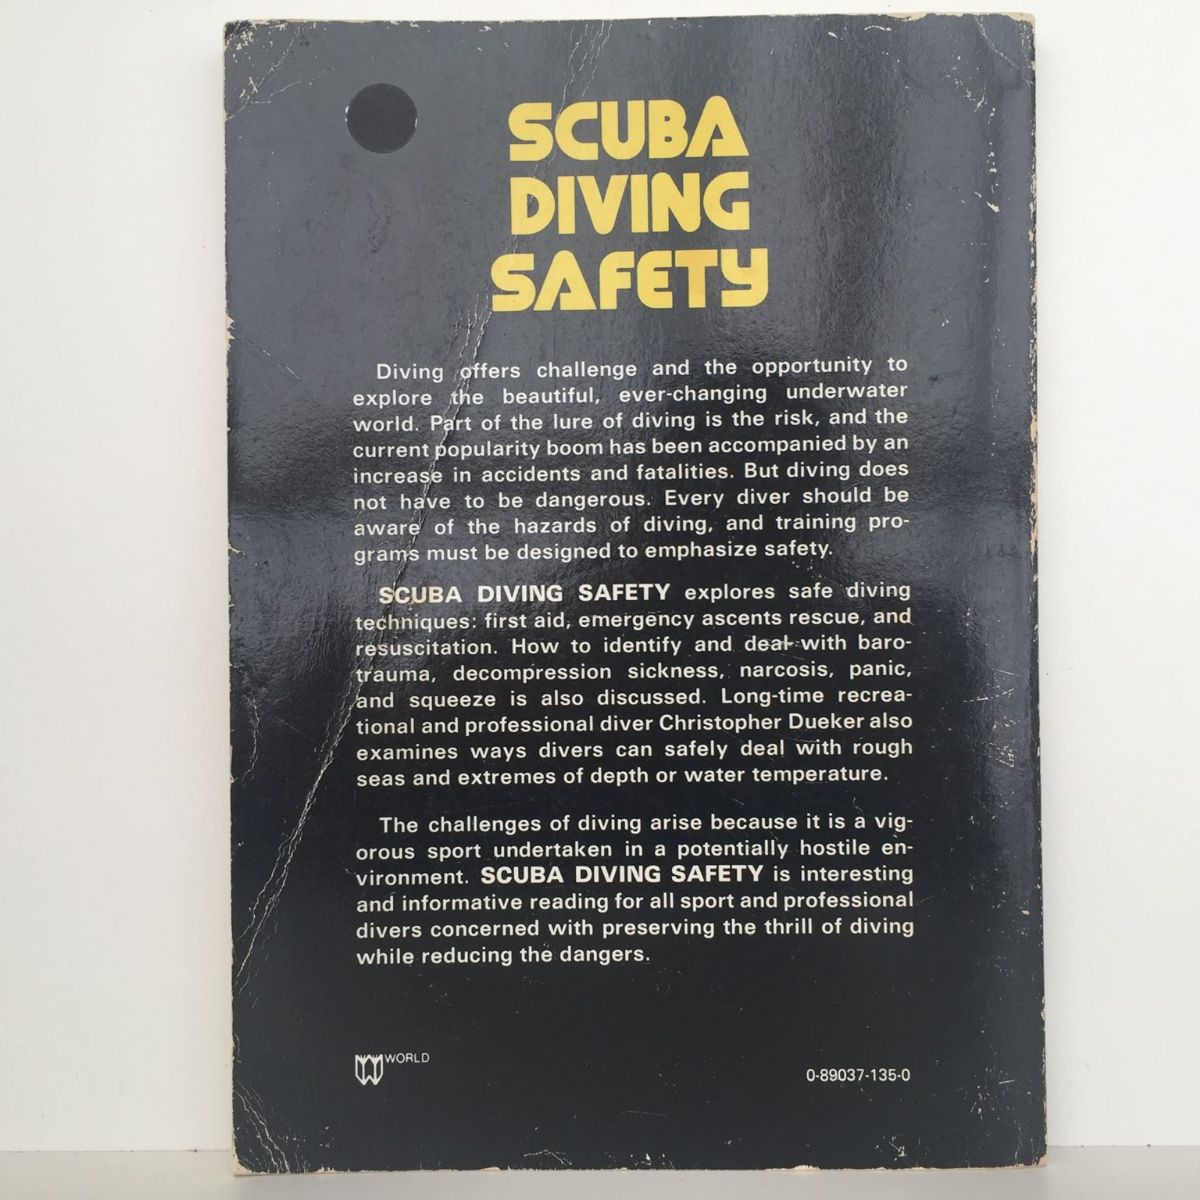 SCUBA
DIVING
SAFETY
Diving offers challenge and the opportunity to
explore the beautiful, ever-changing underwater
world. Part of the lure of diving is the risk, and the
current popularity boom has been accompanied by an
increase in accidents and fatalities. But diving does
not have to be dangerous. Every diver should be
aware of the hazards of diving, and training pro-
grams must be designed to emphasize safety.
SCUBA DIVING SAFETY explores safe diving
techniques: first aid, emergency ascents rescue, and
resuscitation. How to identify and deal with baro-
trauma, decompression sickness, narcosis, panic,
and squeeze is also discussed. Long-time recrea-
tional and professional diver Christopher Dueker also
examines ways divers can safely deal with rough
seas and extremes of depth or water temperature.
The challenges of diving arise because it is a vig-
orous sport undertaken in a potentially hostile en-
vironment. SCUBA DIVING SAFETY is interesting
and informative reading for all sport and professional
divers concerned with preserving the thrill of diving
while reducing the dangers.
WORLD
0-89037-135-0